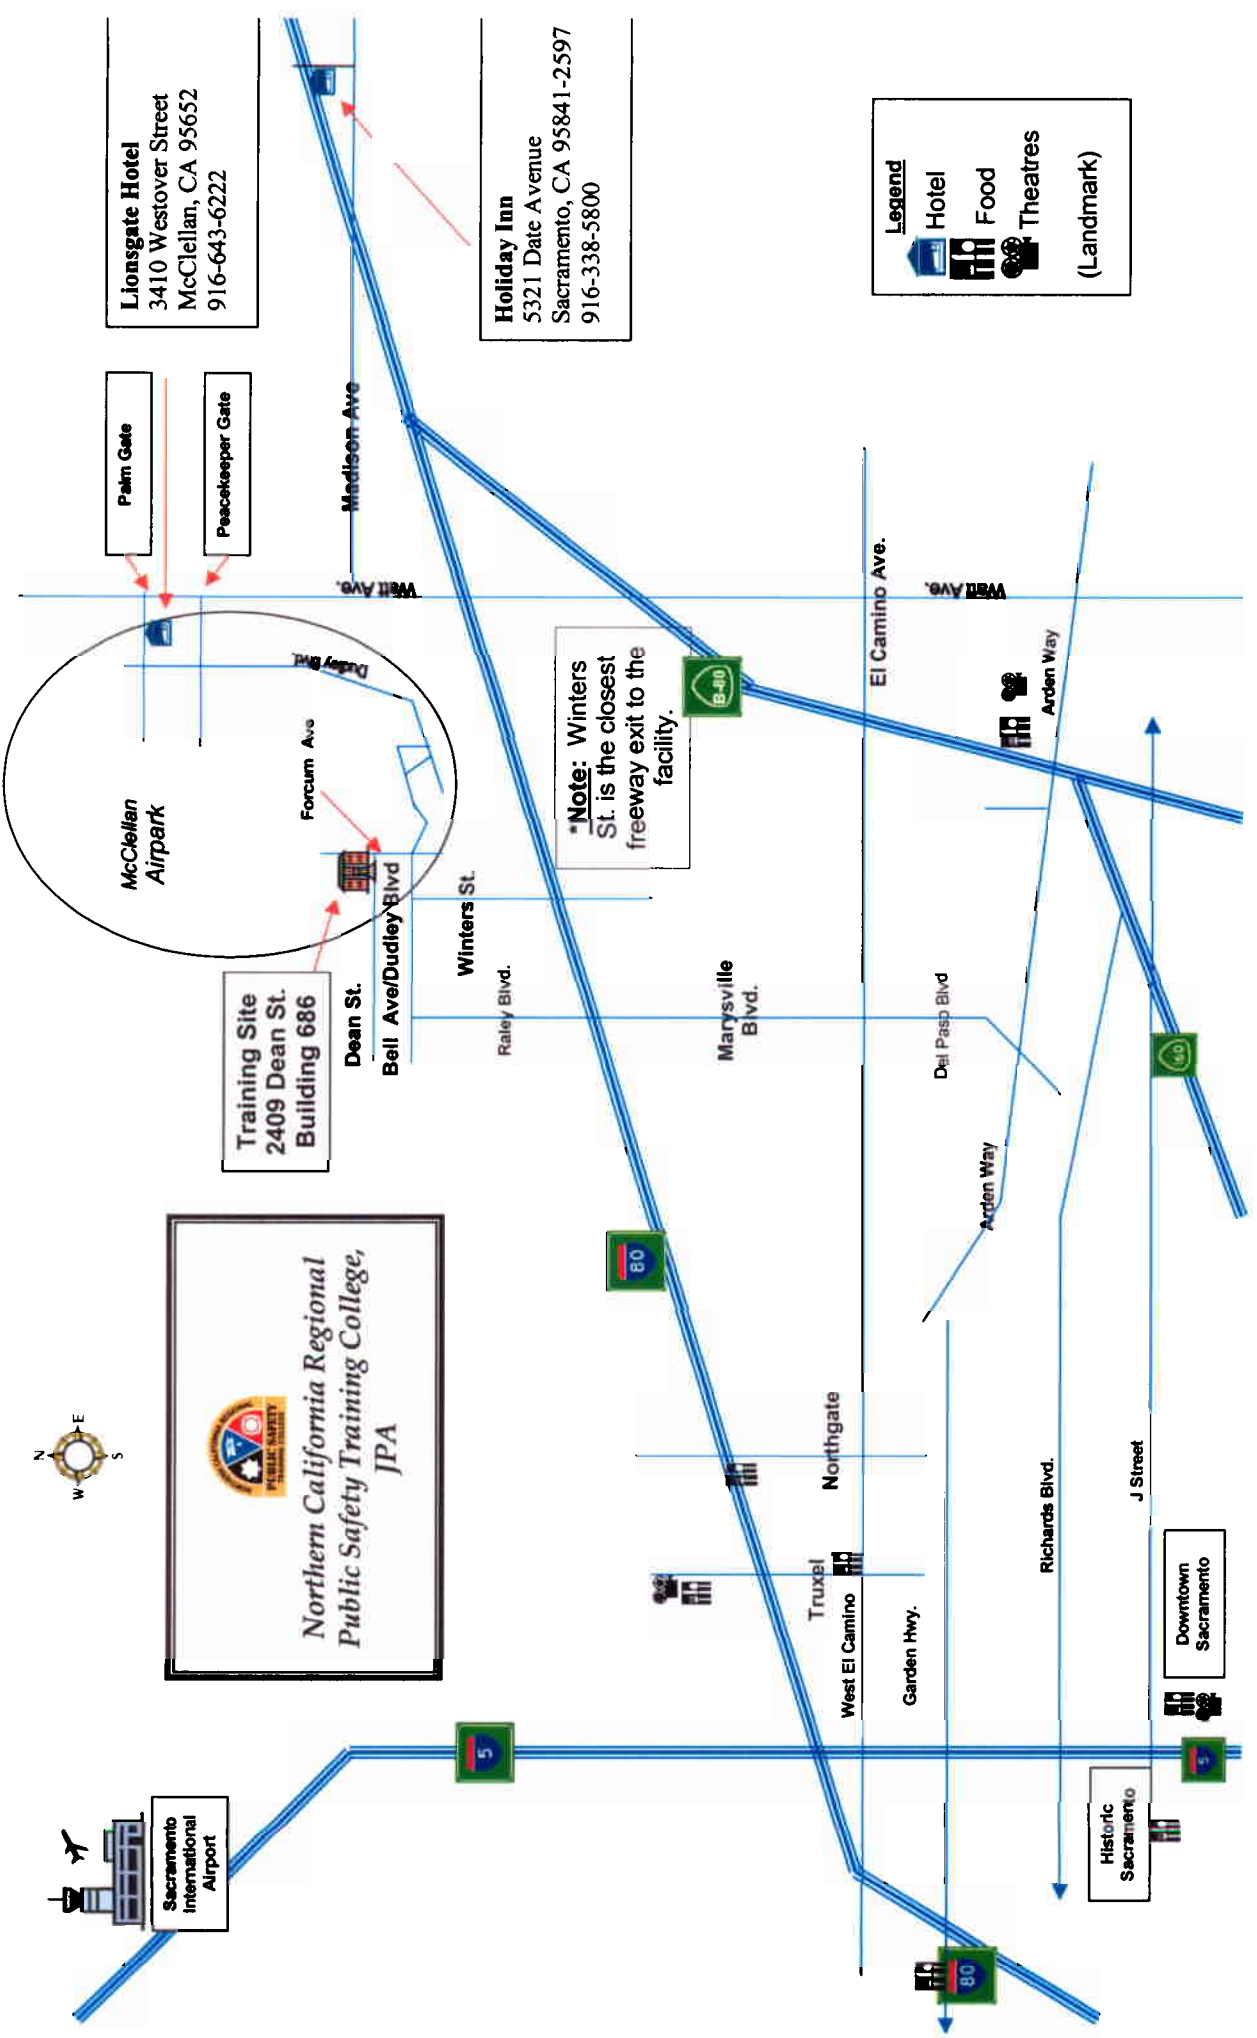 N
W
E
S
PUBLIC SAFETY
TRAINING COLLEGE
Northern California Regional
Public Safety Training College,
JPA
Sacramento
International
Airport
Training Site
2409 Dean St.
Building 686
McClellan
Airpark
Forcum Ave
Dudley Blvd.
Palm Gate
Peacekeeper Gate
Lionsgate Hotel
3410 Westover Street
McClellan, CA 95652
916-643-6222
Dean St.
Bell Ave/Dudley Blvd
Winters St.
Raley Blvd.
Watt Ave.
Madison Ave
Holiday Inn
5321 Date Avenue
Sacramento, CA 95841-2597
916-338-5800
*Note: Winters
St. is the closest
freeway exit to the
facility.
5
80
B-80
Marysville
Blvd.
Northgate
Truxel
West El Camino
El Camino Ave.
Garden Hwy.
Del Paso Blvd
Watt Ave.
Arden Way
Arden Way
Richards Blvd.
J Street
80
Historic
Sacramento
5
Downtown
Sacramento
Legend
Hotel
Food
Theatres
(Landmark)